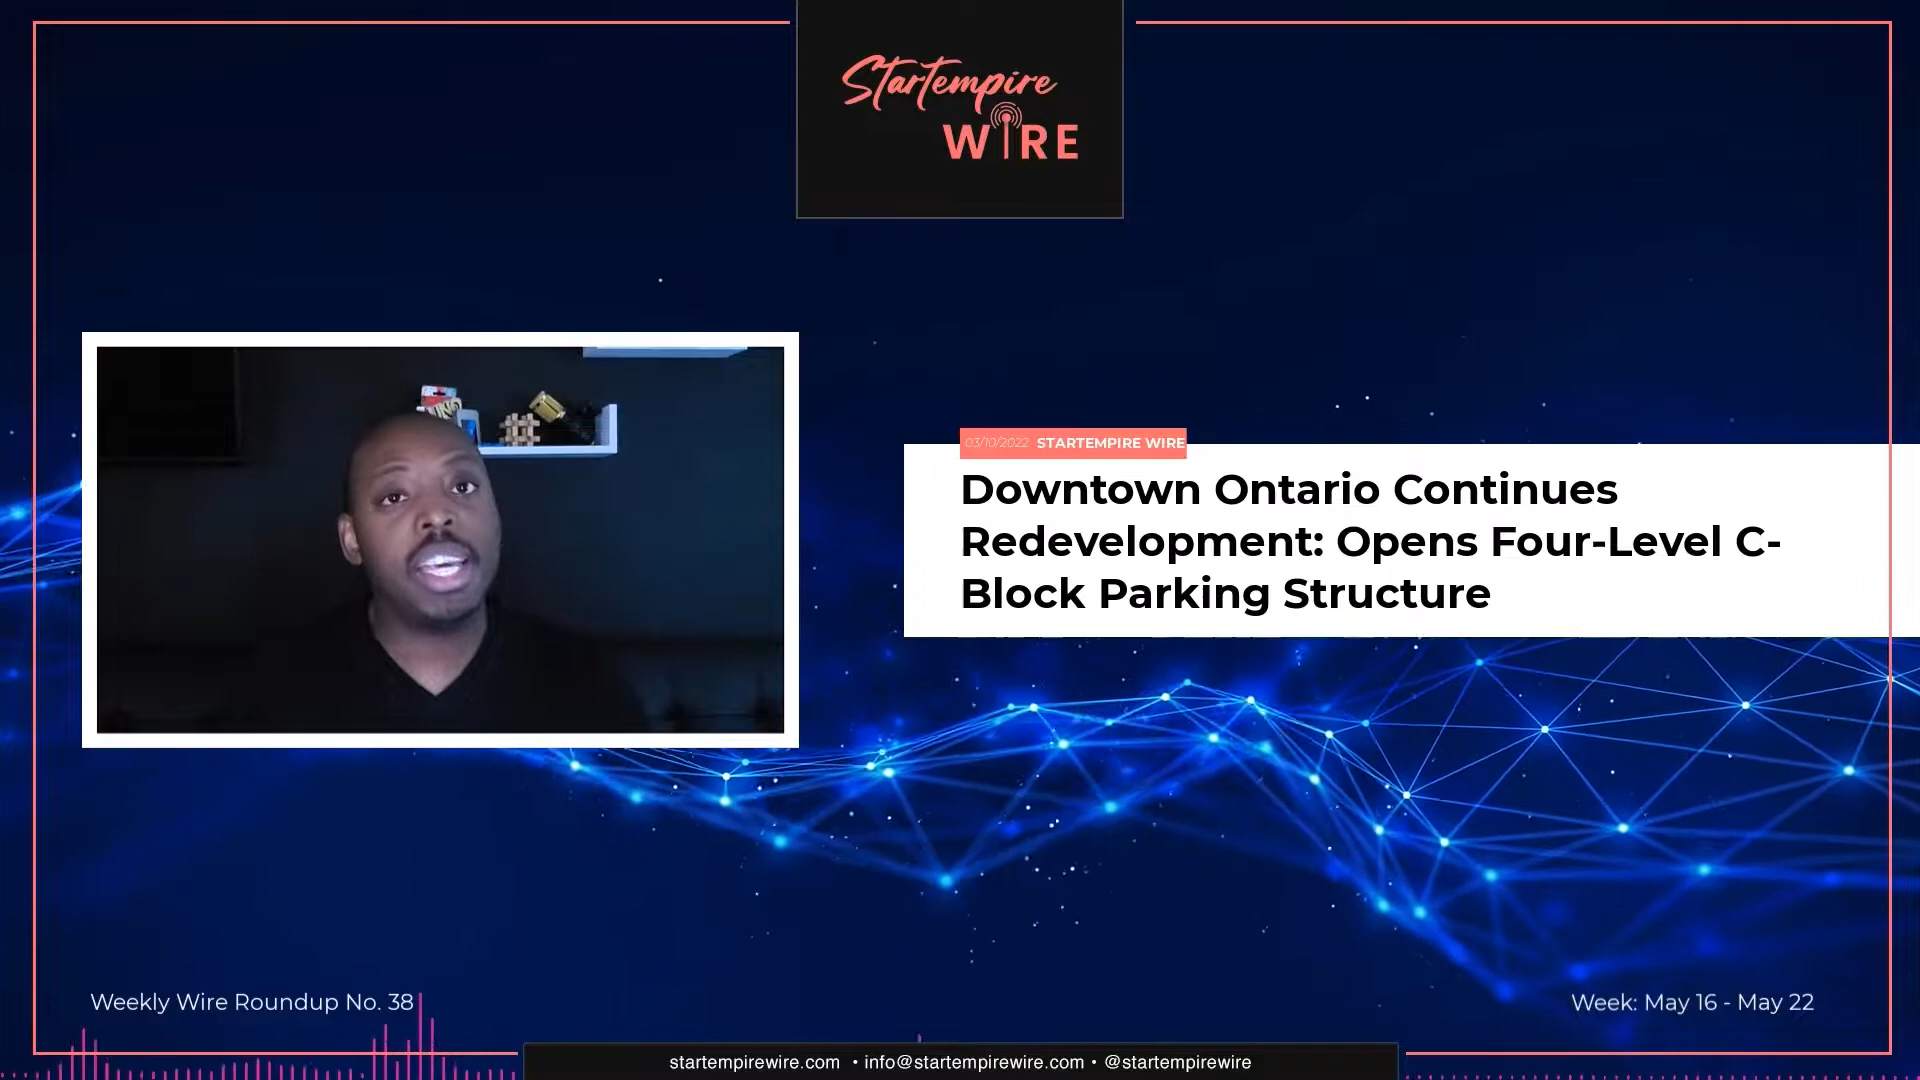 Startempire
WIRE
UNO
03/10/2022 STARTEMPIRE WIRE
Downtown Ontario Continues
Redevelopment: Opens Four-Level C-
Block Parking Structure
Weekly Wire Roundup No. 38
Week: May 16 - May 22
startempirewire.com • info@startempirewire.com • @startempirewire